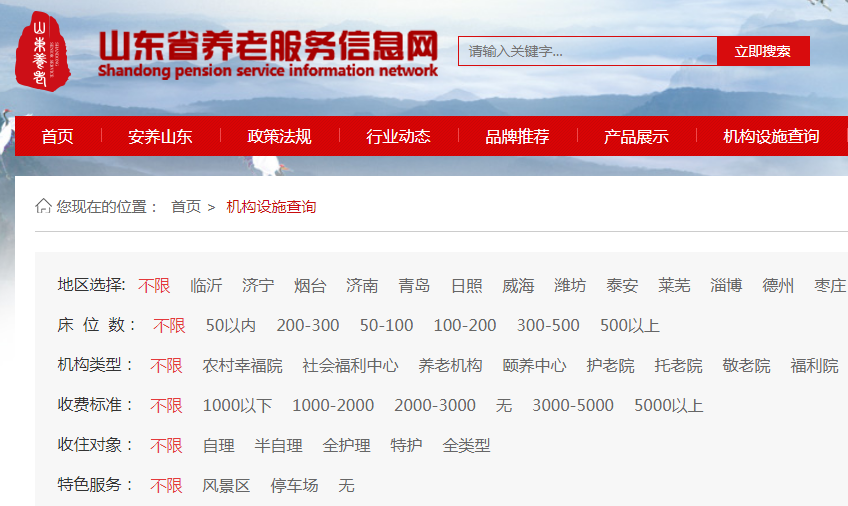 山东养老
山东省养老服务信息网
Shandong pension service information network
请输入关键字... 立即搜索
首页 安养山东 政策法规 行业动态 品牌推荐 产品展示 机构设施查询
您现在的位置： 首页 > 机构设施查询
地区选择: 不限 临沂 济宁 烟台 济南 青岛 日照 威海 潍坊 泰安 莱芜 淄博 德州 枣庄
床 位 数： 不限 50以内 200-300 50-100 100-200 300-500 500以上
机构类型： 不限 农村幸福院 社会福利中心 养老机构 颐养中心 护老院 托老院 敬老院 福利院
收费标准： 不限 1000以下 1000-2000 2000-3000 无 3000-5000 5000以上
收住对象： 不限 自理 半自理 全护理 特护 全类型
特色服务： 不限 风景区 停车场 无